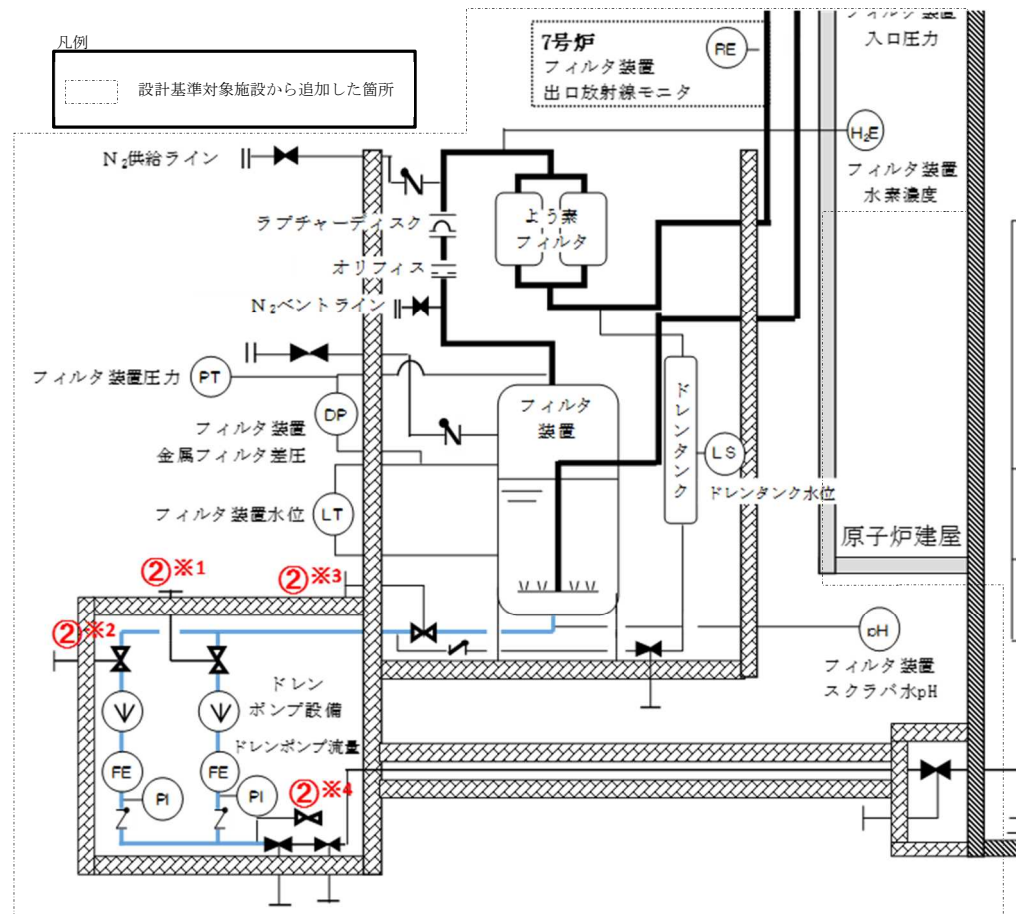 凡例
設計基準対象施設から追加した箇所
7号炉
フィルタ装置
出口放射線モニタ
RE
フィルタ装置
入口圧力
N₂供給ライン
H₂E
フィルタ装置
水素濃度
ラプチャーディスク
よう素
フィルタ
オリフィス
N₂ベントライン
フィルタ装置圧力
PT
DP
フィルタ装置
金属フィルタ差圧
フィルタ
装置
ドレンタンク
LS
ドレンタンク水位
フィルタ装置水位
LT
原子炉建屋
②※1
②※3
②※2
pH
フィルタ装置
スクラバ水pH
ドレン
ポンプ設備
ドレンポンプ流量
FE
FE
PI
PI
②※4